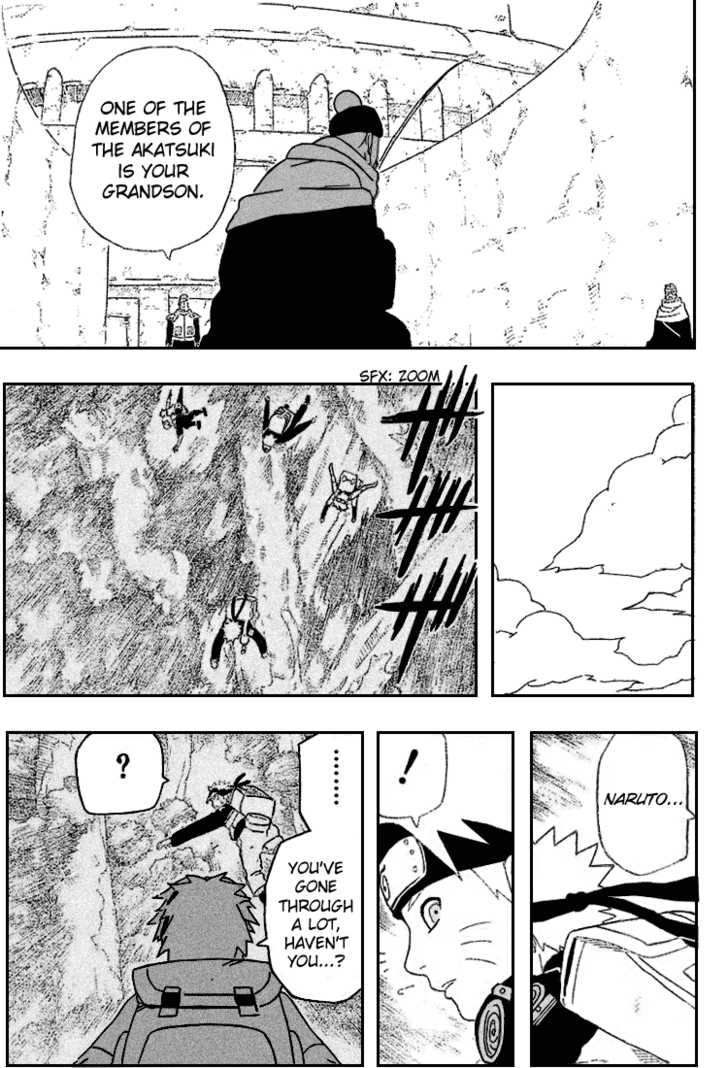 ONE OF THE
MEMBERS OF
THE AKATSUKI
IS YOUR
GRANDSON.
SFX: ZOOM
NARUTO...
!
.........
YOU'VE
GONE
THROUGH
A LOT,
HAVEN'T
YOU...?
?